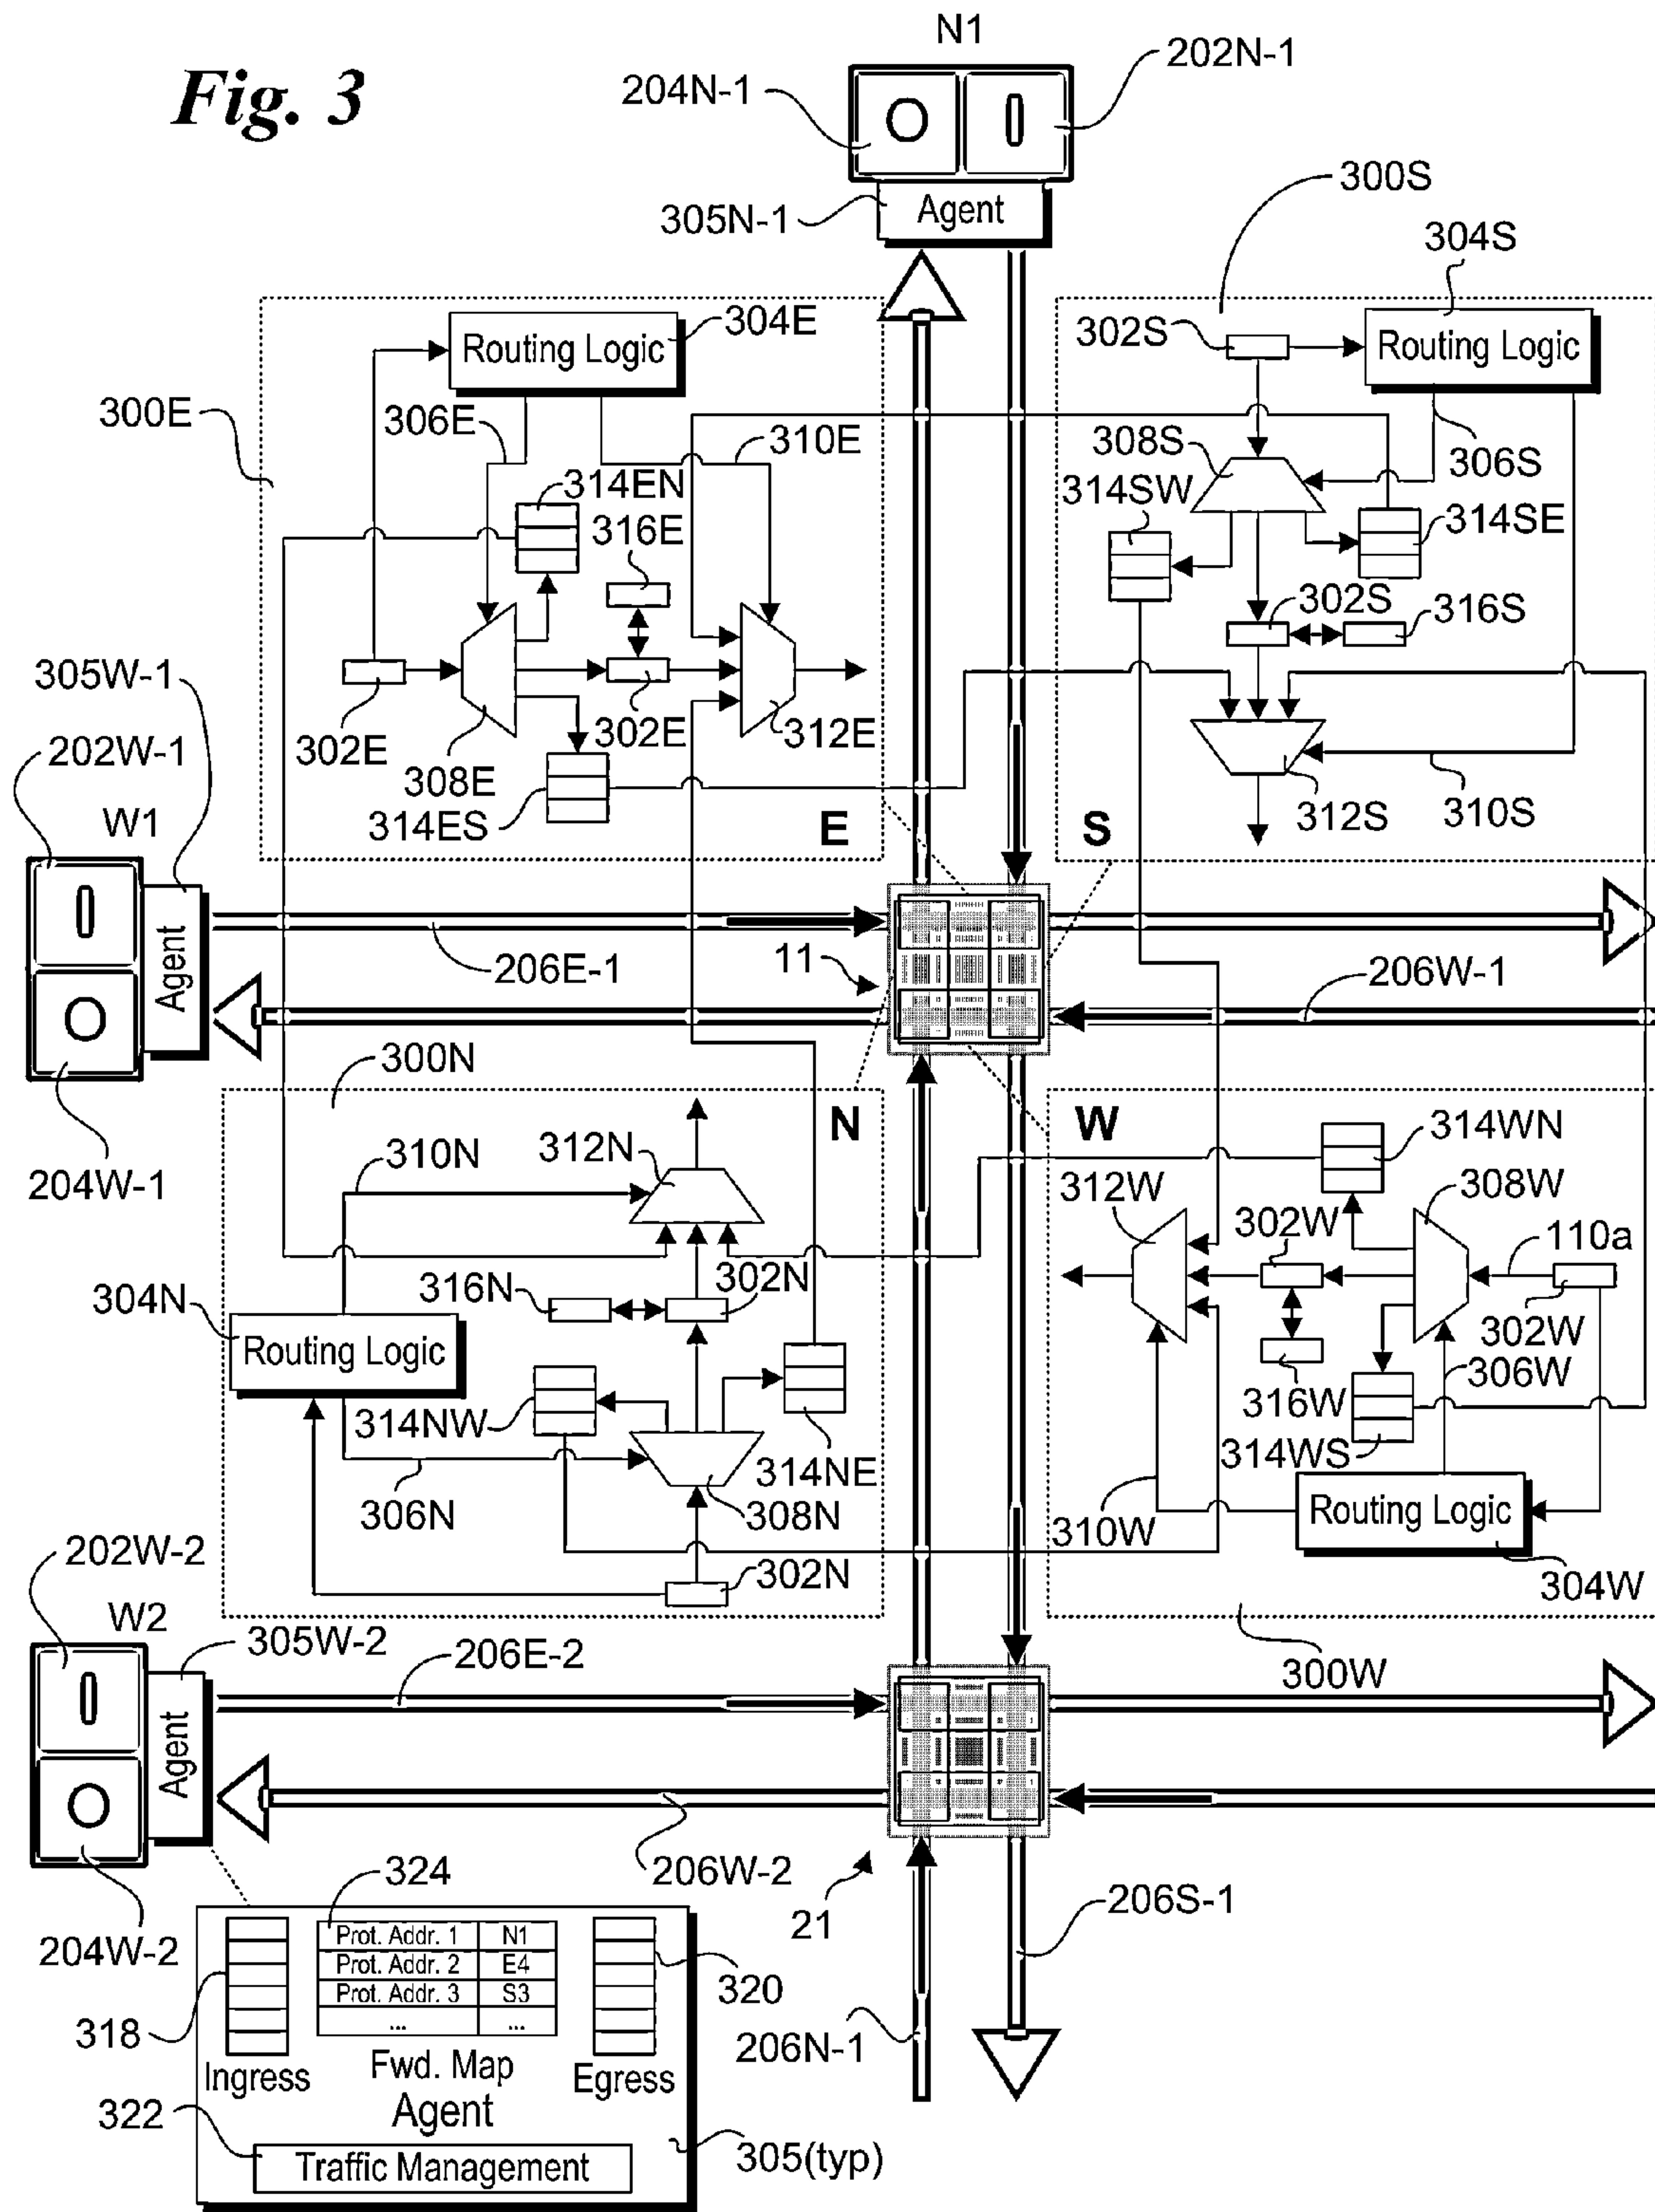 N1
Fig. 3
202N-1
204N-1
O
I
300S
305N-1
Agent
304S
Routing Logic
304E
302S
Routing Logic
300E
306E
310E
308S
306S
314EN
314SW
316E
314SE
302S
316S
305W-1
302E
302E
312E
202W-1
308E
312S
310S
W1
314ES
E
S
I
Agent
11
206E-1
206W-1
O
300N
N
W
314WN
310N
312N
204W-1
312W
308W
302W
110a
304N
316N
302N
302W
Routing Logic
306W
314NW
316W
314NE
314WS
306N
308N
310W
Routing Logic
202W-2
302N
304W
W2
305W-2
206E-2
300W
I
Agent
O
324
206W-2
206S-1
21
204W-2
Prot. Addr. 1 N1
Prot. Addr. 2 E4
Prot. Addr. 3 S3
... ...
320
318
206N-1
Ingress
Fwd. Map
Egress
Agent
322
305(typ)
Traffic Management